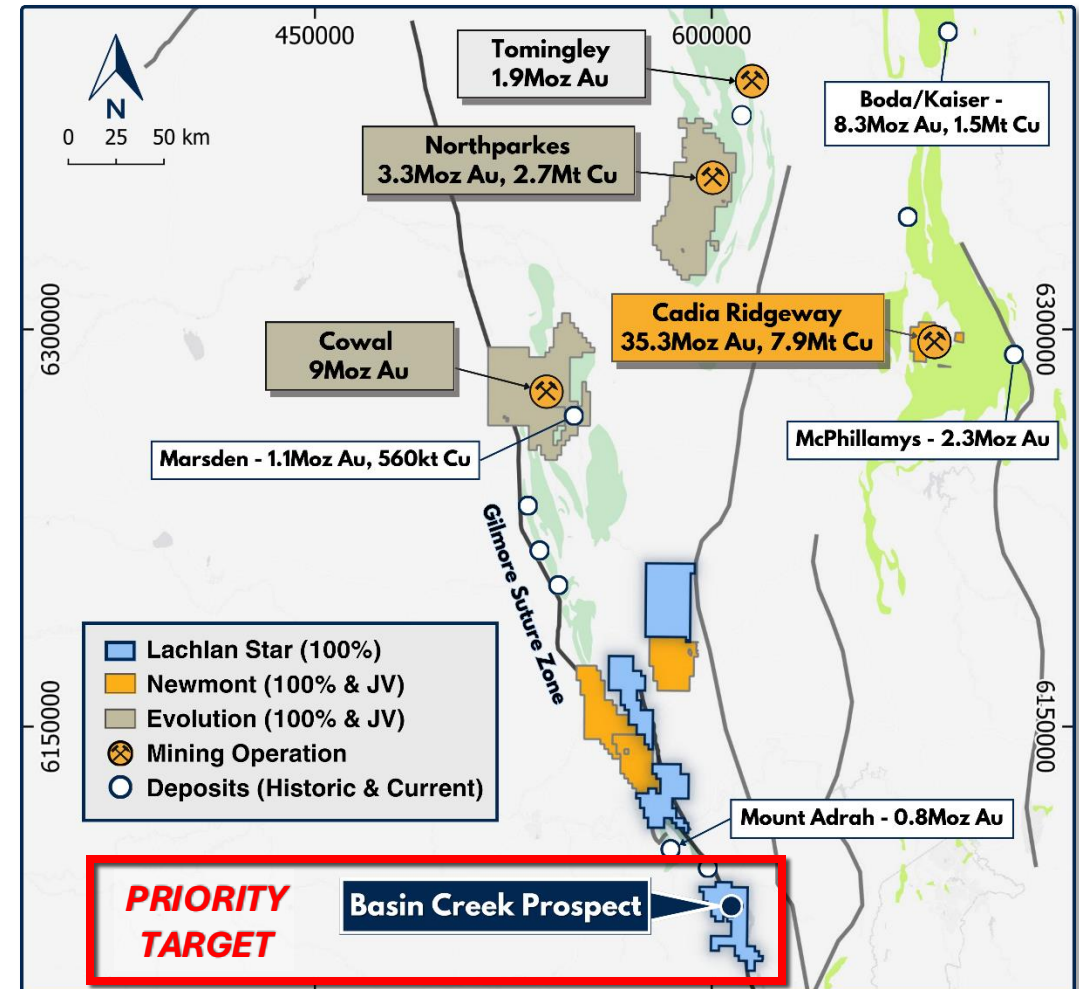 450000
600000
N
0 25 50 km
Tomingley
1.9Moz Au
Boda/Kaiser -
8.3Moz Au, 1.5Mt Cu
Northparkes
3.3Moz Au, 2.7Mt Cu
6300000
6300000
Cadia Ridgeway
35.3Moz Au, 7.9Mt Cu
Cowal
9Moz Au
McPhillamys - 2.3Moz Au
Marsden - 1.1Moz Au, 560kt Cu
Gilmore Suture Zone
Lachlan Star (100%)
Newmont (100% & JV)
Evolution (100% & JV)
Mining Operation
Deposits (Historic & Current)
6150000
6150000
Mount Adrah - 0.8Moz Au
PRIORITY
TARGET
Basin Creek Prospect